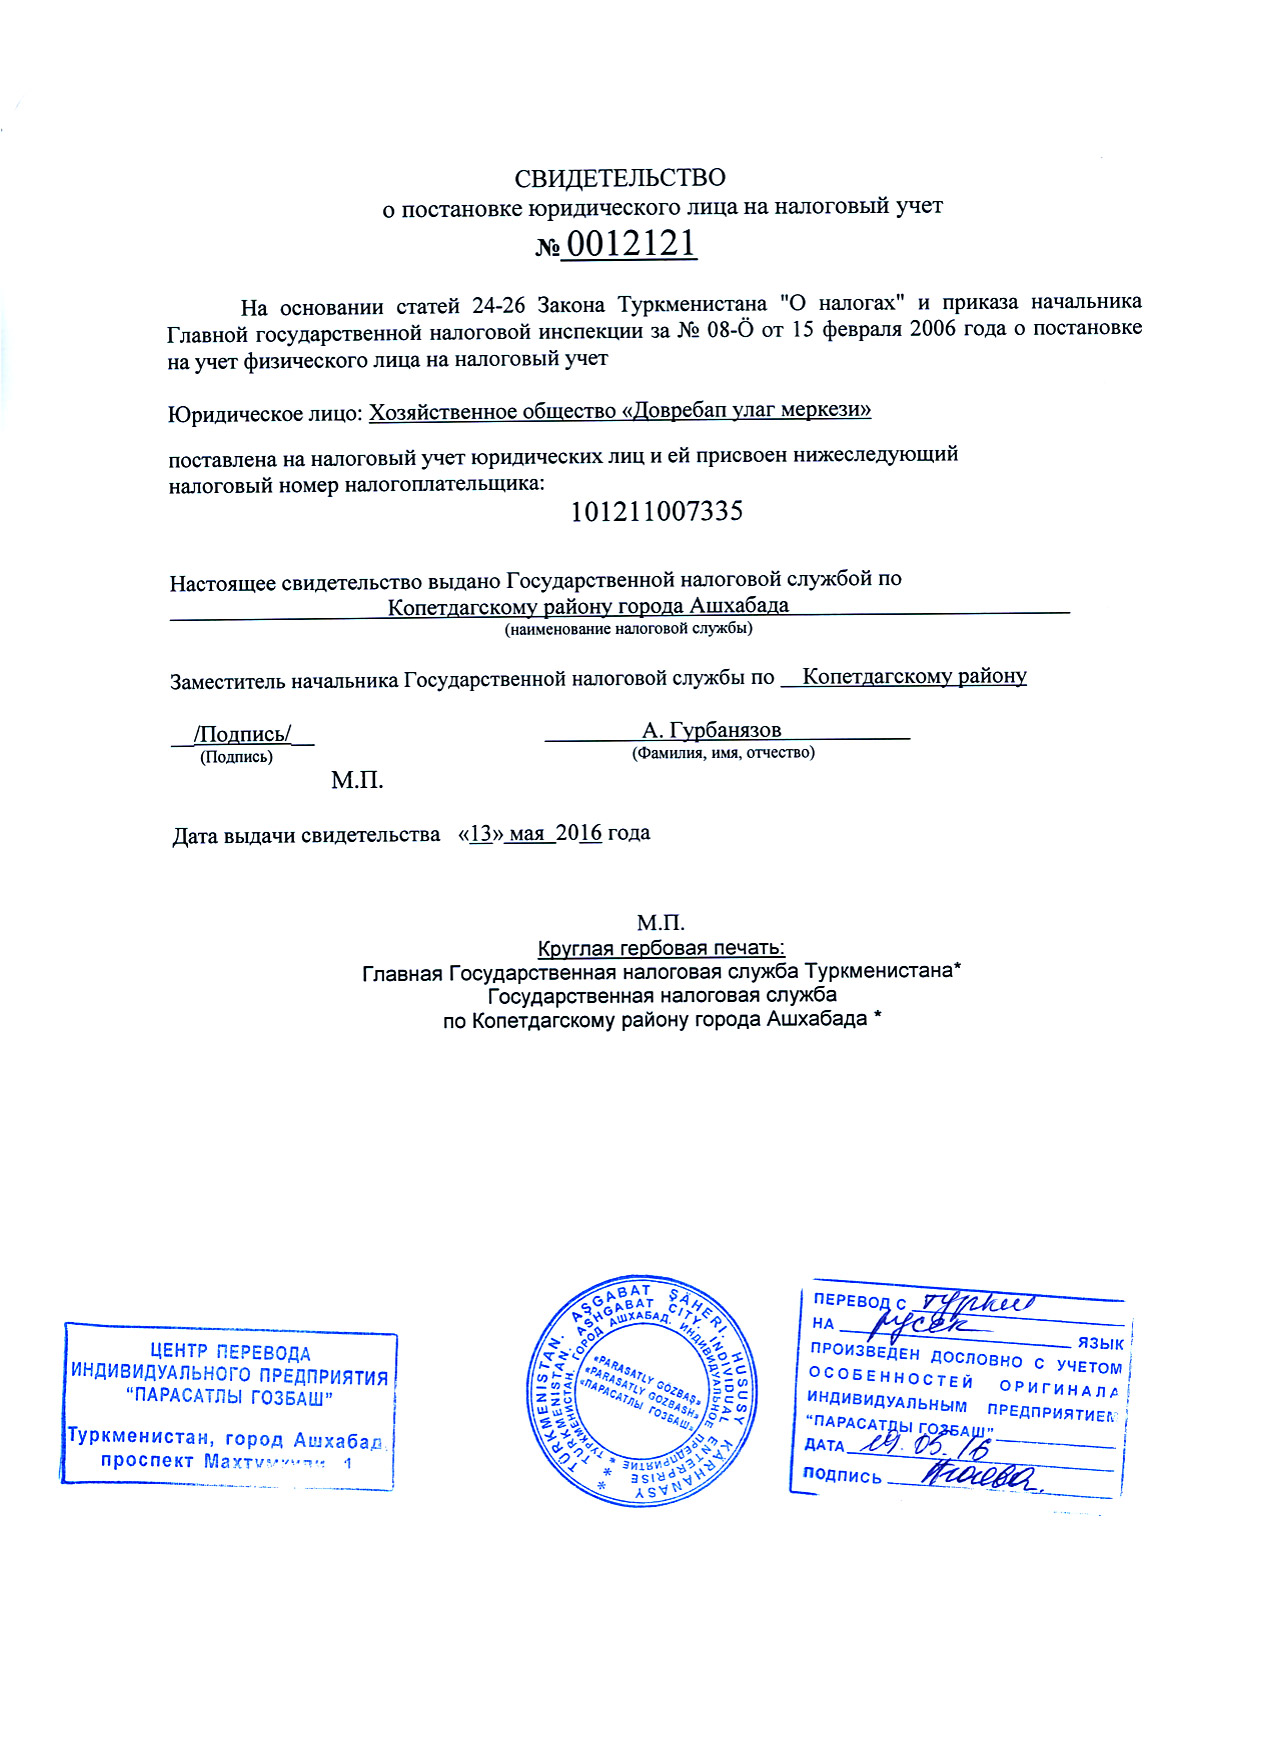 СВИДЕТЕЛЬСТВО
о постановке юридического лица на налоговый учет
№ 0012121
На основании статей 24-26 Закона Туркменистана "О налогах" и приказа начальника
Главной государственной налоговой инспекции за № 08-Ö от 15 февраля 2006 года о постановке
на учет физического лица на налоговый учет
Юридическое лицо: Хозяйственное общество «Довребап улаг меркези»
поставлена на налоговый учет юридических лиц и ей присвоен нижеследующий
налоговый номер налогоплательщика:
101211007335
Настоящее свидетельство выдано Государственной налоговой службой по
Копетдагскому району города Ашхабада
(наименование налоговой службы)
Заместитель начальника Государственной налоговой службы по Копетдагскому району
/Подпись/ А. Гурбанязов
(Подпись) (Фамилия, имя, отчество)
М.П.
Дата выдачи свидетельства «13» мая 2016 года
М.П.
Круглая гербовая печать:
Главная Государственная налоговая служба Туркменистана*
Государственная налоговая служба
по Копетдагскому району города Ашхабада *
ЦЕНТР ПЕРЕВОДА
ИНДИВИДУАЛЬНОГО ПРЕДПРИЯТИЯ
“ПАРАСАТЛЫ ГОЗБАШ”
Туркменистан, город Ашхабад,
проспект Махтумкули 1
TÜRKMENISTAN. AŞGABAT ŞÄHERI. HUSUSY KÄRHANASY *
TURKMENISTAN. ASHGABAT CITY. INDIVIDUAL ENTERPRISE *
ТУРКМЕНИСТАН. ГОРОД АШХАБАД. ИНДИВИДУАЛЬНОЕ ПРЕДПРИЯТИЕ *
«PARASATLY GÖZBAŞ»
«PARASATLY GOZBASH»
«ПАРАСАТЛЫ ГОЗБАШ»
ПЕРЕВОД С
НА ЯЗЫК
ПРОИЗВЕДЕН ДОСЛОВНО С УЧЕТОМ
ОСОБЕННОСТЕЙ ОРИГИНАЛА
ИНДИВИДУАЛЬНЫМ ПРЕДПРИЯТИЕМ
“ПАРАСАТЛЫ ГОЗБАШ”
ДАТА 19.05.16
ПОДПИСЬ